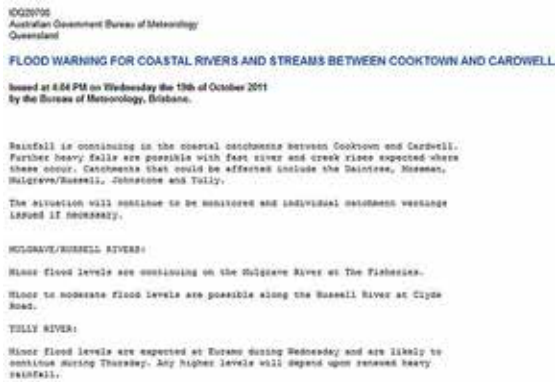 IDQ20705
Australian Government Bureau of Meteorology
Queensland
FLOOD WARNING FOR COASTAL RIVERS AND STREAMS BETWEEN COOKTOWN AND CARDWELL
Issued at 4:04 PM on Wednesday the 19th of October 2011
by the Bureau of Meteorology, Brisbane.
Rainfall is continuing in the coastal catchments between Cooktown and Cardwell.
Further heavy falls are possible with fast river and creek rises expected where
these occur. Catchments that could be affected include the Daintree, Mossman,
Mulgrave/Russell, Johnstone and Tully.
The situation will continue to be monitored and individual catchment warnings
issued if necessary.
MULGRAVE/RUSSELL RIVERS:
Minor flood levels are continuing on the Mulgrave River at The Fisheries.
Minor to moderate flood levels are possible along the Russell River at Clyde
Road.
TULLY RIVER:
Minor flood levels are expected at Euramo during Wednesday and are likely to
continue during Thursday. Any higher levels will depend upon renewed heavy
rainfall.